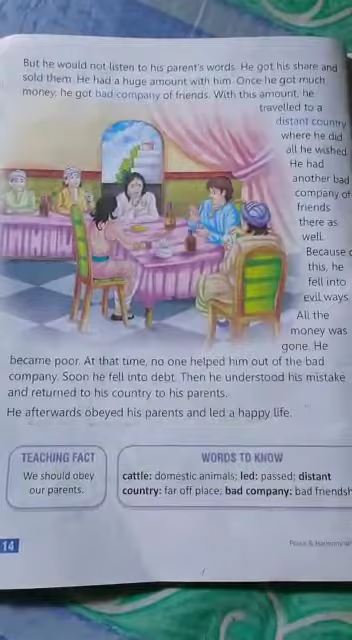 But he would not listen to his parent's words. He got his share and
sold them. He had a huge amount with him. Once he got much
money, he got bad company of friends. With this amount, he
travelled to a
distant country
where he did
all he wished.
He had
another bad
company of
friends
there as
well.
Because
this, he
fell into
evil ways.
All the
money was
gone. He
became poor. At that time, no one helped him out of the bad
company. Soon he fell into debt. Then he understood his mistake
and returned to his country to his parents.
He afterwards obeyed his parents and led a happy life.
TEACHING FACT
We should obey
our parents.
WORDS TO KNOW
cattle: domestic animals; led: passed; distant
country: far off place; bad company: bad friendsh
14
Peace & Harmony